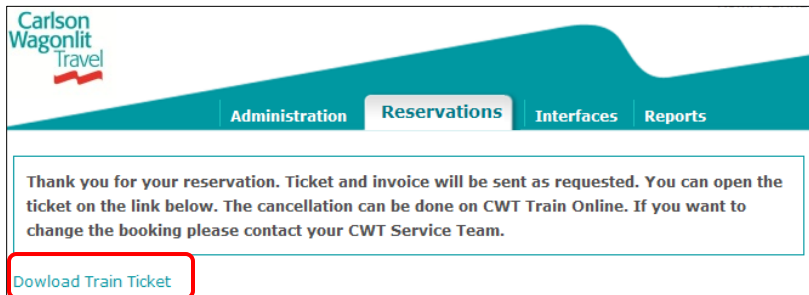 Carlson
Wagonlit
Travel
Administration Reservations Interfaces Reports
Thank you for your reservation. Ticket and invoice will be sent as requested. You can open the
ticket on the link below. The cancellation can be done on CWT Train Online. If you want to
change the booking please contact your CWT Service Team.
Dowload Train Ticket